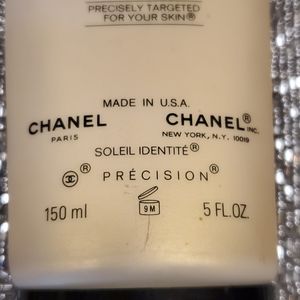 PRECISELY TARGETED
FOR YOUR SKIN®
MADE IN U.S.A.
CHANEL CHANEL® INC.
PARIS NEW YORK, N.Y. 10019
SOLEIL IDENTITÉ®
® PRÉCISION®
150 ml 9M 5 FL.OZ.